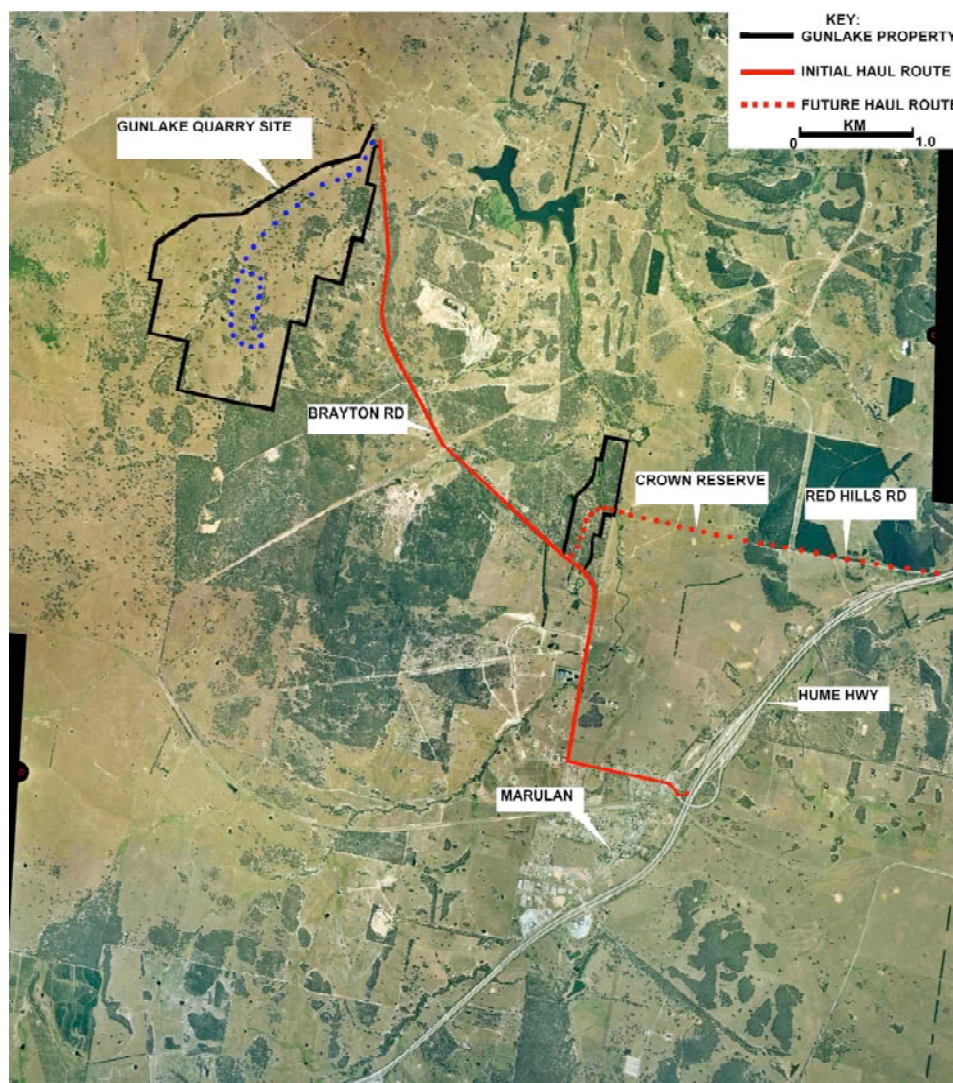 KEY:
GUNLAKE PROPERTY
INITIAL HAUL ROUTE
FUTURE HAUL ROUTE
KM
0 1.0
GUNLAKE QUARRY SITE
BRAYTON RD
CROWN RESERVE
RED HILLS RD
HUME HWY
MARULAN